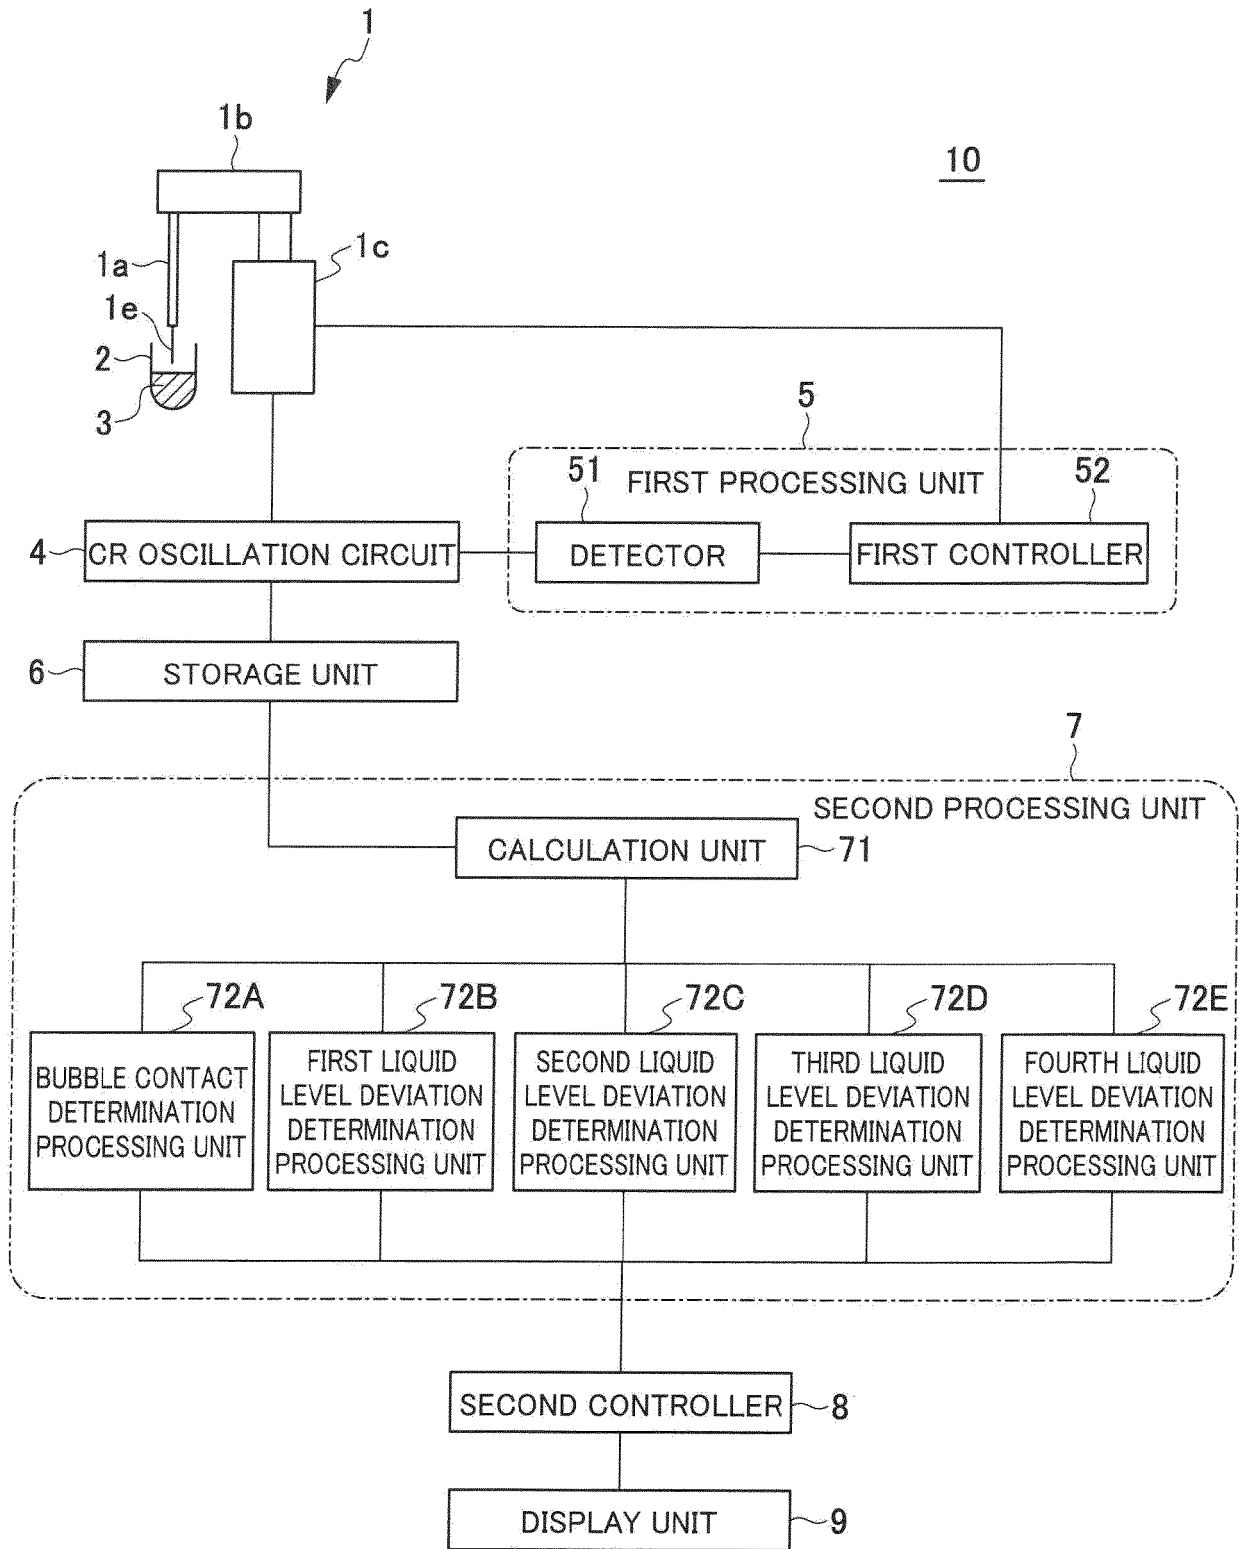 1
1b
10
1c
1a
1e
2
3
5
51
FIRST PROCESSING UNIT
52
4
CR OSCILLATION CIRCUIT
DETECTOR
FIRST CONTROLLER
6
STORAGE UNIT
7
SECOND PROCESSING UNIT
CALCULATION UNIT
71
72A
72B
72C
72D
72E
BUBBLE CONTACT
DETERMINATION
PROCESSING UNIT
FIRST LIQUID
LEVEL DEVIATION
DETERMINATION
PROCESSING UNIT
SECOND LIQUID
LEVEL DEVIATION
DETERMINATION
PROCESSING UNIT
THIRD LIQUID
LEVEL DEVIATION
DETERMINATION
PROCESSING UNIT
FOURTH LIQUID
LEVEL DEVIATION
DETERMINATION
PROCESSING UNIT
SECOND CONTROLLER
8
DISPLAY UNIT
9